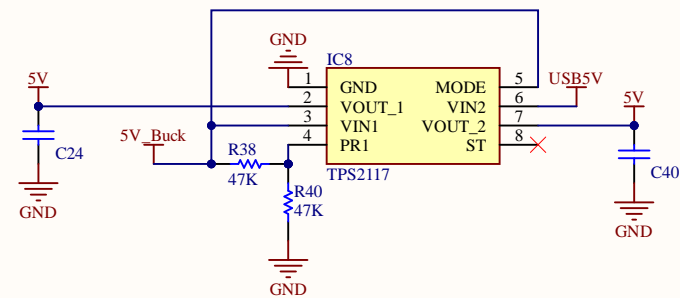 GND
IC8
5V
1 GND MODE 5
USB5V
2 VOUT_1 VIN2 6
5V
3 VIN1 VOUT_2 7
5V_Buck
4 PR1 ST 8
C24
R38
47K
TPS2117
C40
R40
47K
GND
GND
GND